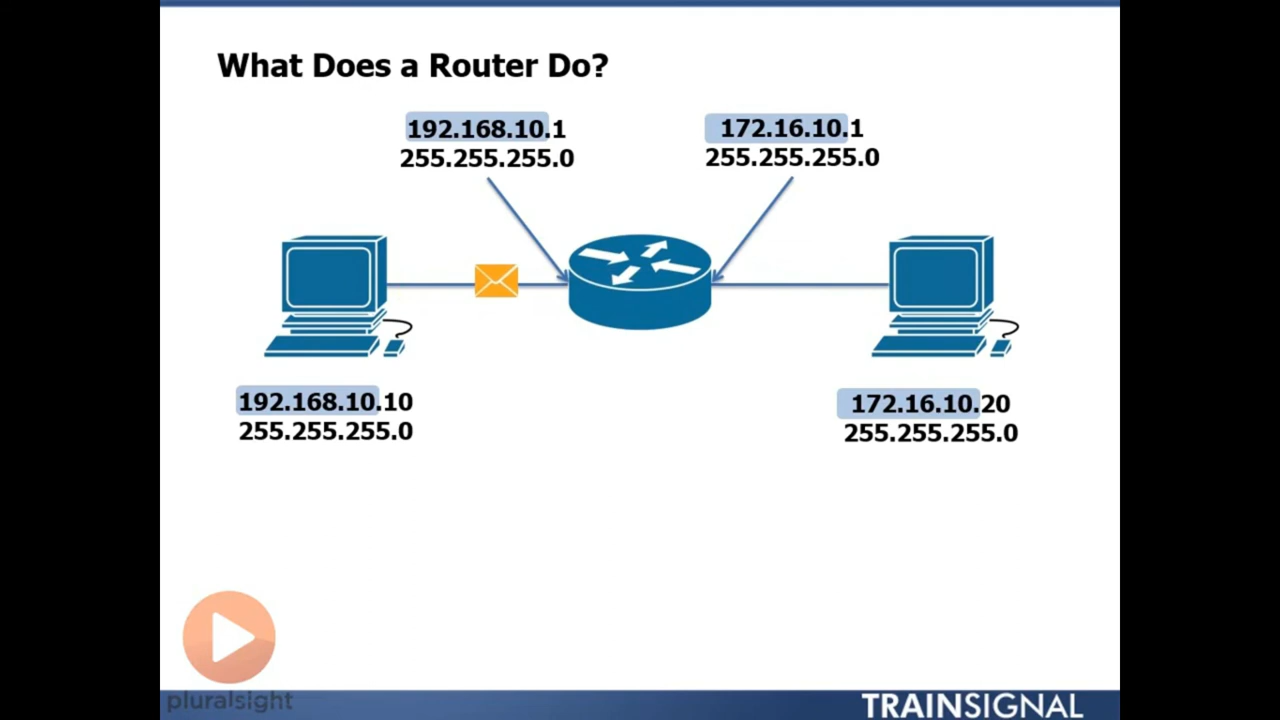 What Does a Router Do?
192.168.10.1
255.255.255.0
172.16.10.1
255.255.255.0
192.168.10.10
255.255.255.0
172.16.10.20
255.255.255.0
pluralsight
TRAINSIGNAL